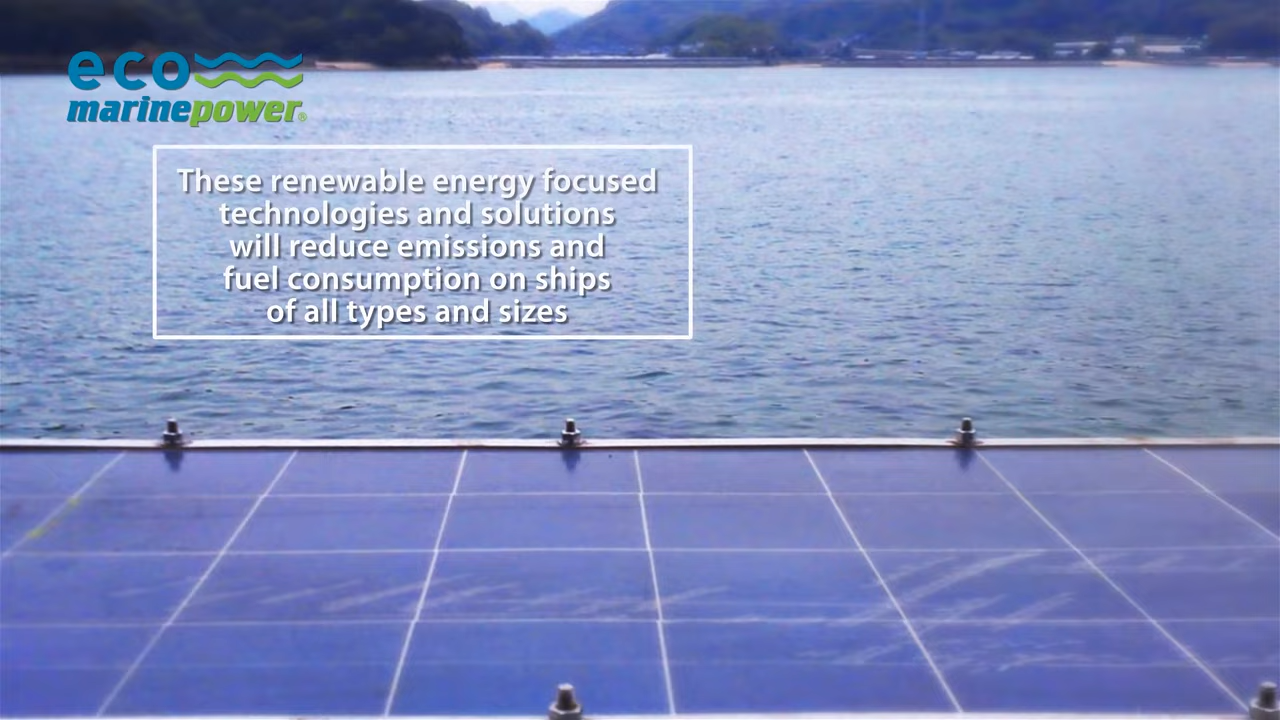 eco
marinepower®
These renewable energy focused
technologies and solutions
will reduce emissions and
fuel consumption on ships
of all types and sizes